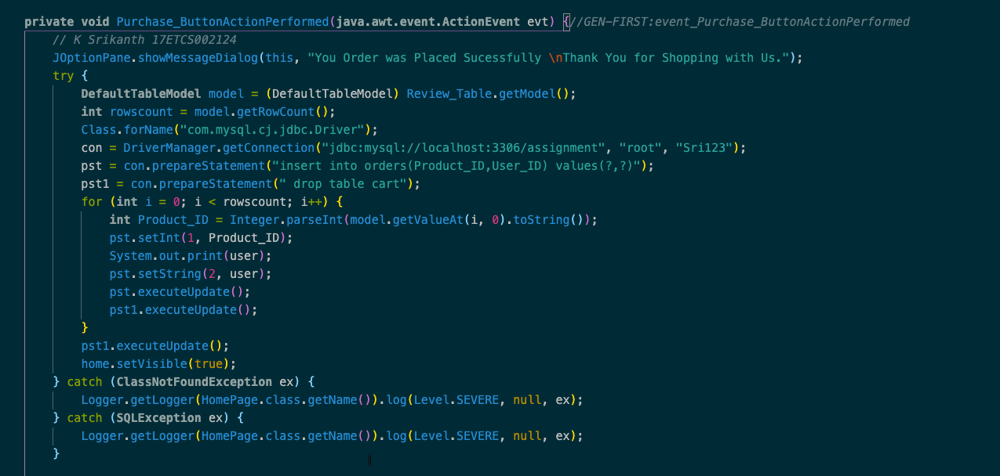 private void Purchase_ButtonActionPerformed(java.awt.event.ActionEvent evt) {//GEN-FIRST:event_Purchase_ButtonActionPerformed
// K Srikanth 17ETCS002124
JOptionPane.showMessageDialog(this, "You Order was Placed Sucessfully \nThank You for Shopping with Us.");
try {
DefaultTableModel model = (DefaultTableModel) Review_Table.getModel();
int rowscount = model.getRowCount();
Class.forName("com.mysql.cj.jdbc.Driver");
con = DriverManager.getConnection("jdbc:mysql://localhost:3306/assignment", "root", "Sri123");
pst = con.prepareStatement("insert into orders(Product_ID,User_ID) values(?,?)");
pst1 = con.prepareStatement(" drop table cart");
for (int i = 0; i < rowscount; i++) {
int Product_ID = Integer.parseInt(model.getValueAt(i, 0).toString());
pst.setInt(1, Product_ID);
System.out.print(user);
pst.setString(2, user);
pst.executeUpdate();
pst1.executeUpdate();
}
pst1.executeUpdate();
home.setVisible(true);
} catch (ClassNotFoundException ex) {
Logger.getLogger(HomePage.class.getName()).log(Level.SEVERE, null, ex);
} catch (SQLException ex) {
Logger.getLogger(HomePage.class.getName()).log(Level.SEVERE, null, ex);
}